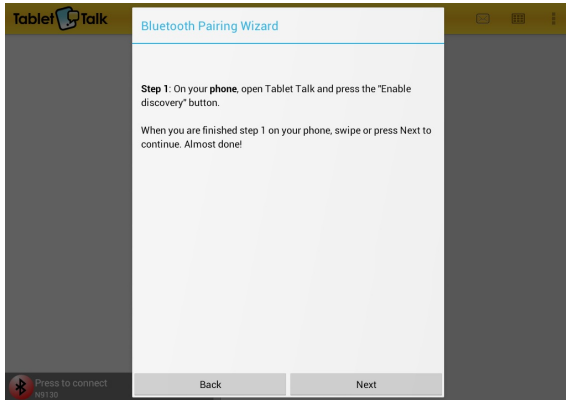 Tablet Talk
Bluetooth Pairing Wizard
Step 1: On your phone, open Tablet Talk and press the "Enable
discovery" button.
When you are finished step 1 on your phone, swipe or press Next to
continue. Almost done!
Press to connect
N9130
Back
Next